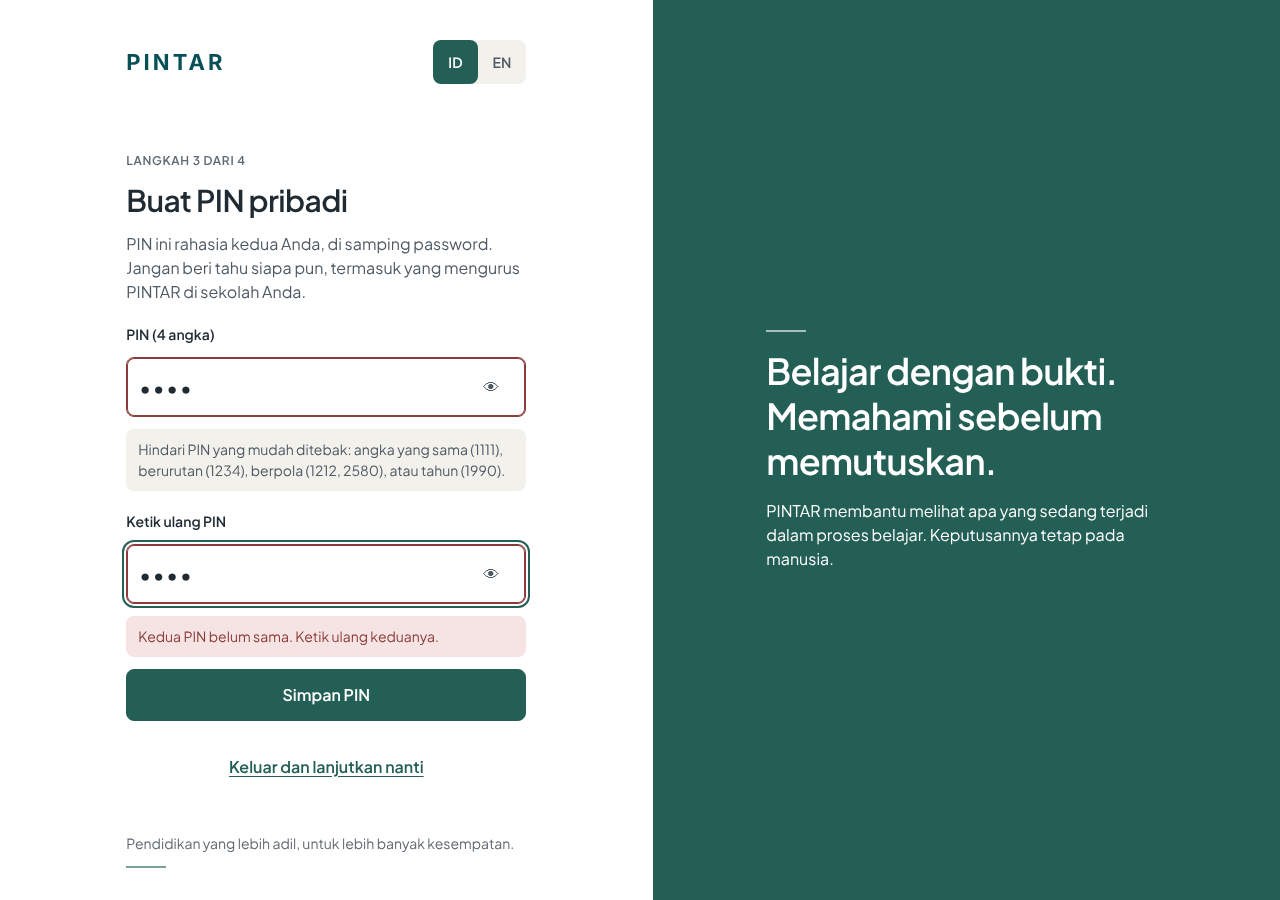 PINTAR
ID
EN
LANGKAH 3 DARI 4
Buat PIN pribadi
PIN ini rahasia kedua Anda, di samping password.
Jangan beri tahu siapa pun, termasuk yang mengurus
PINTAR di sekolah Anda.
PIN (4 angka)
Hindari PIN yang mudah ditebak: angka yang sama (1111),
berurutan (1234), berpola (1212, 2580), atau tahun (1990).
Ketik ulang PIN
Kedua PIN belum sama. Ketik ulang keduanya.
Simpan PIN
Keluar dan lanjutkan nanti
Pendidikan yang lebih adil, untuk lebih banyak kesempatan.
Belajar dengan bukti.
Memahami sebelum
memutuskan.
PINTAR membantu melihat apa yang sedang terjadi
dalam proses belajar. Keputusannya tetap pada
manusia.